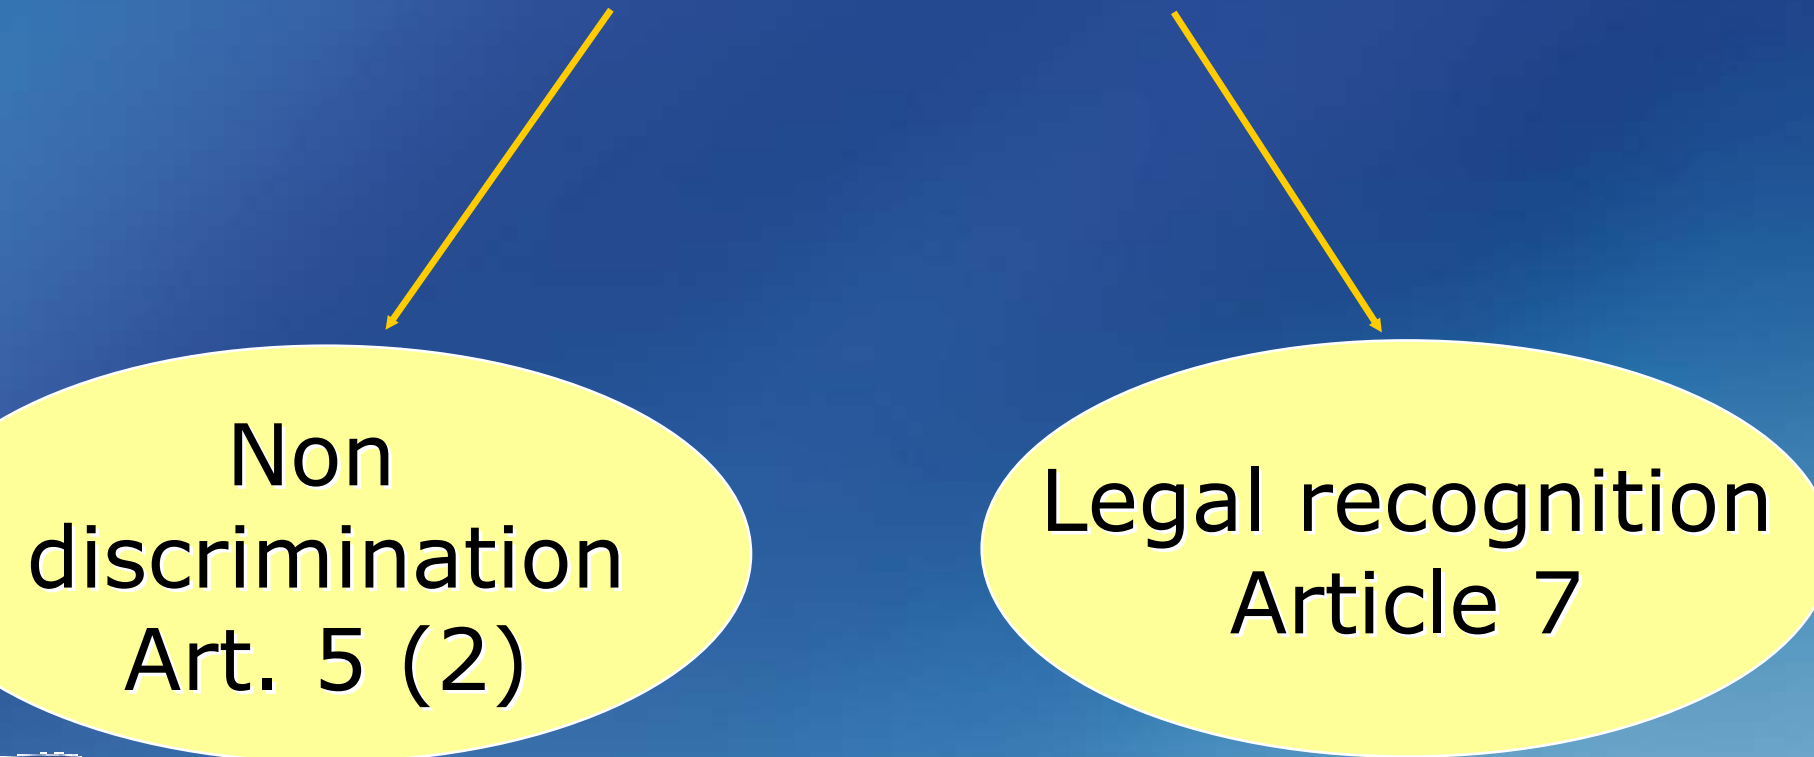 Non
discrimination
Art. 5 (2)
Legal recognition
Article 7